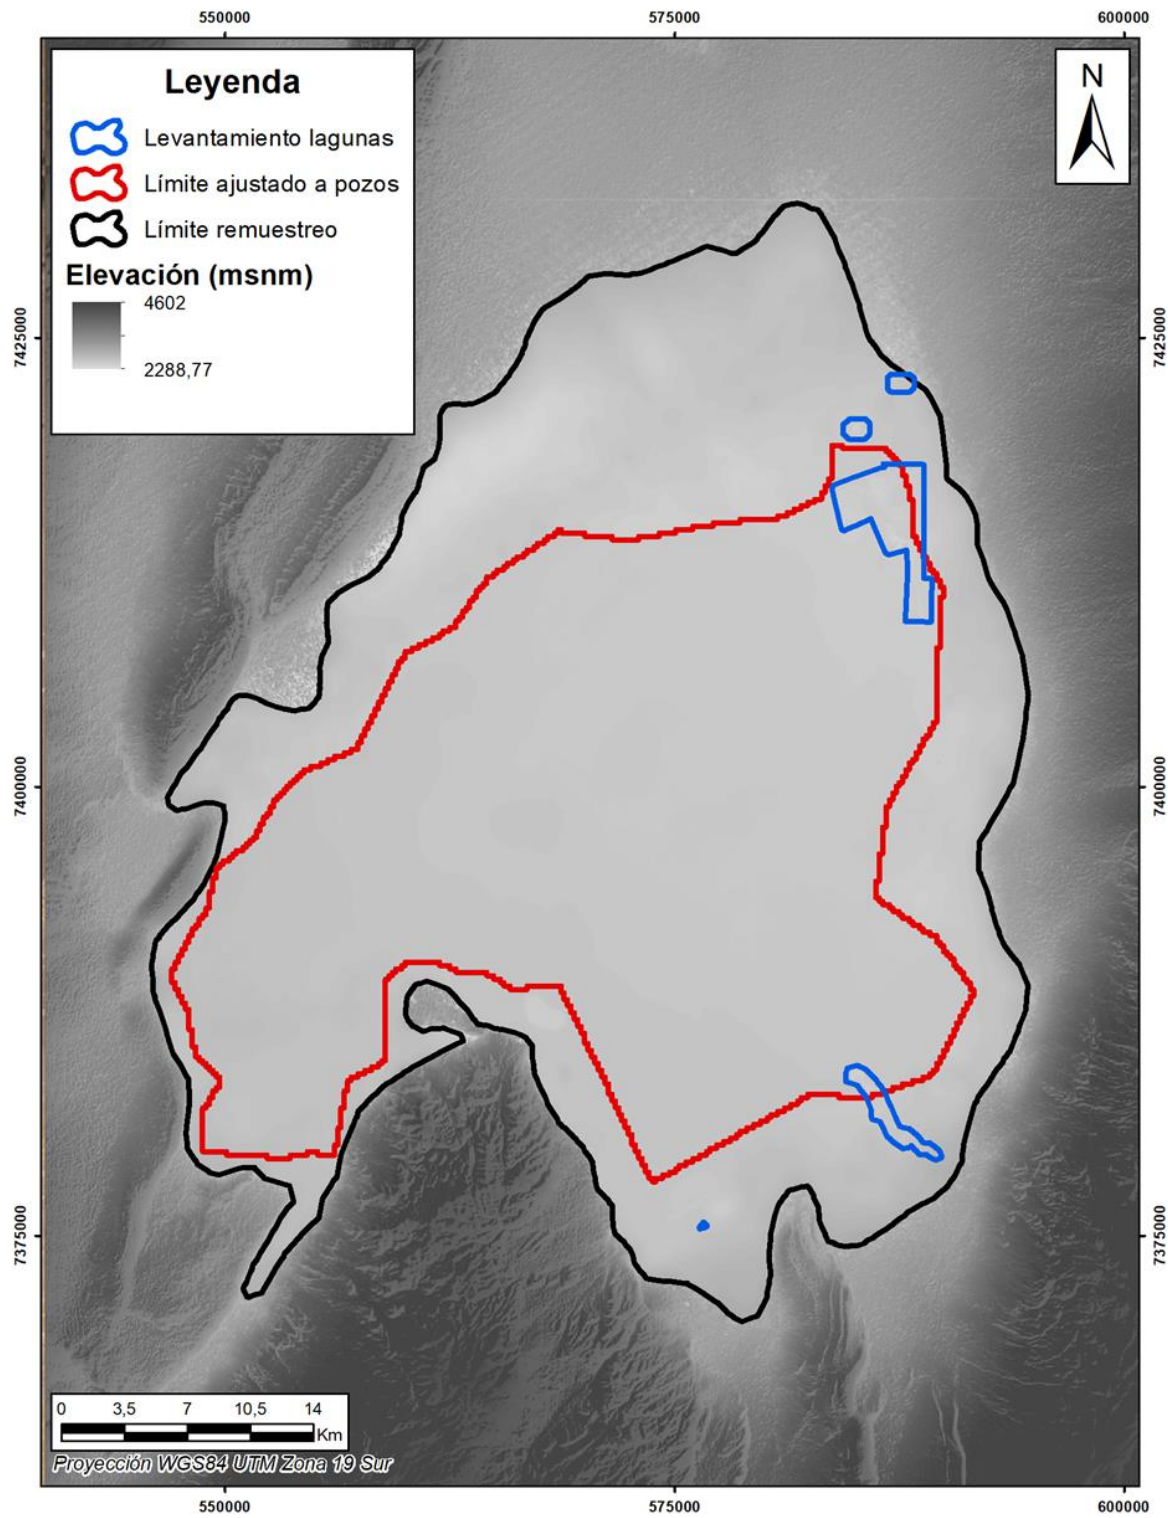 550000 575000 600000
Leyenda
N
Levantamiento lagunas
Límite ajustado a pozos
Límite remuestreo
Elevación (msnm)
4602
2288,77
7425000 7425000
7400000 7400000
7375000 7375000
0 3,5 7 10,5 14
Km
Proyección WGS84 UTM Zona 19 Sur
550000 575000 600000